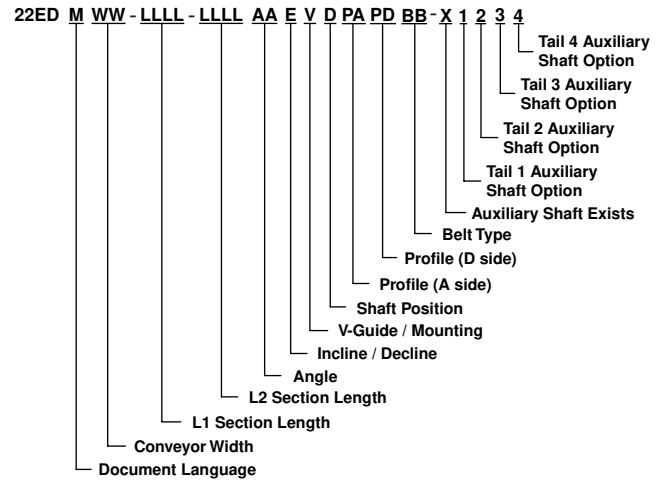 22ED M WW - LLLL - LLLL AA E V D PA PD BB - X 1 2 3 4
Tail 4 Auxiliary
Shaft Option
Tail 3 Auxiliary
Shaft Option
Tail 2 Auxiliary
Shaft Option
Tail 1 Auxiliary
Shaft Option
Auxiliary Shaft Exists
Belt Type
Profile (D side)
Profile (A side)
Shaft Position
V-Guide / Mounting
Incline / Decline
Angle
L2 Section Length
L1 Section Length
Conveyor Width
Document Language